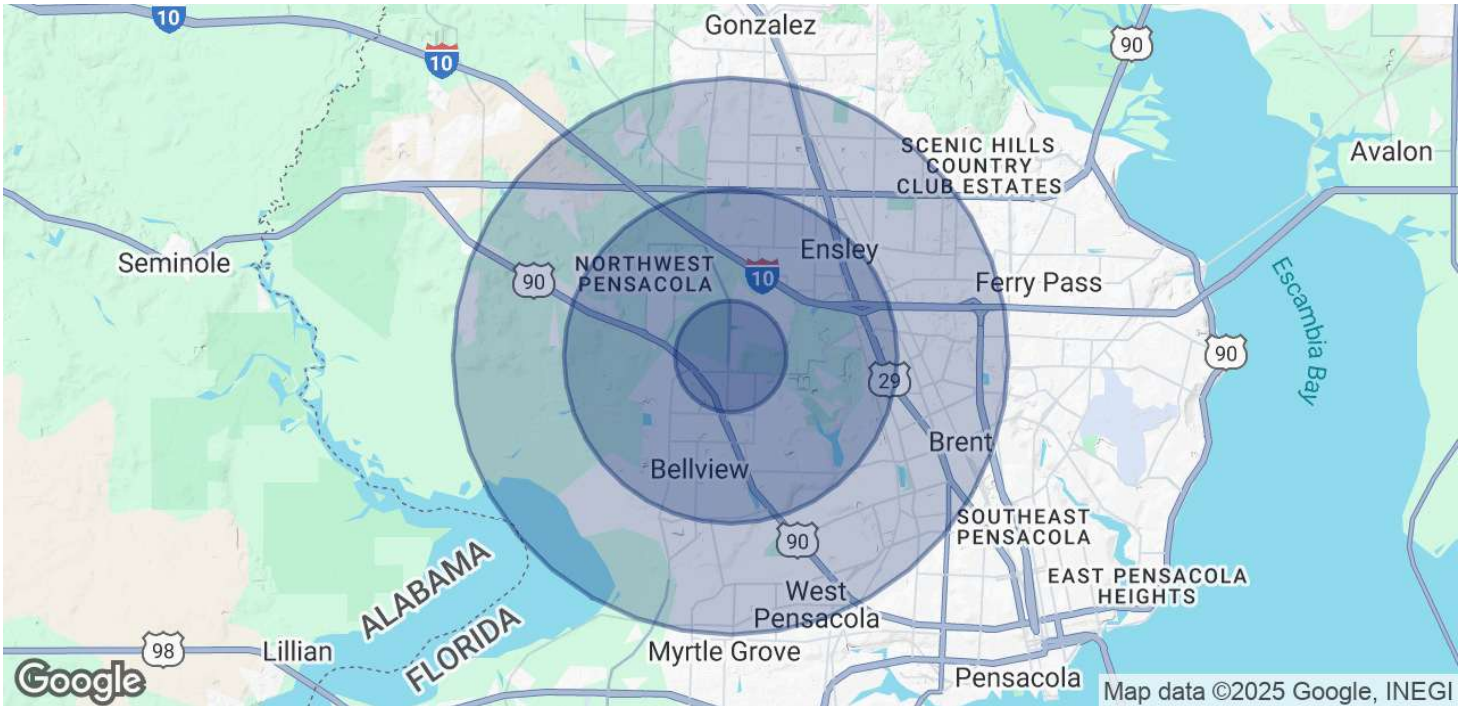 10
Gonzalez
90
10
SCENIC HILLS
COUNTRY
CLUB ESTATES
Avalon
Seminole
Ensley
NORTHWEST
PENSACOLA
90
10
Ferry Pass
Escambia Bay
90
29
Brent
Bellview
SOUTHEAST
PENSACOLA
90
ALABAMA
EAST PENSACOLA
HEIGHTS
West
Pensacola
FLORIDA
98
Lillian
Myrtle Grove
Pensacola
Google
Map data ©2025 Google, INEGI